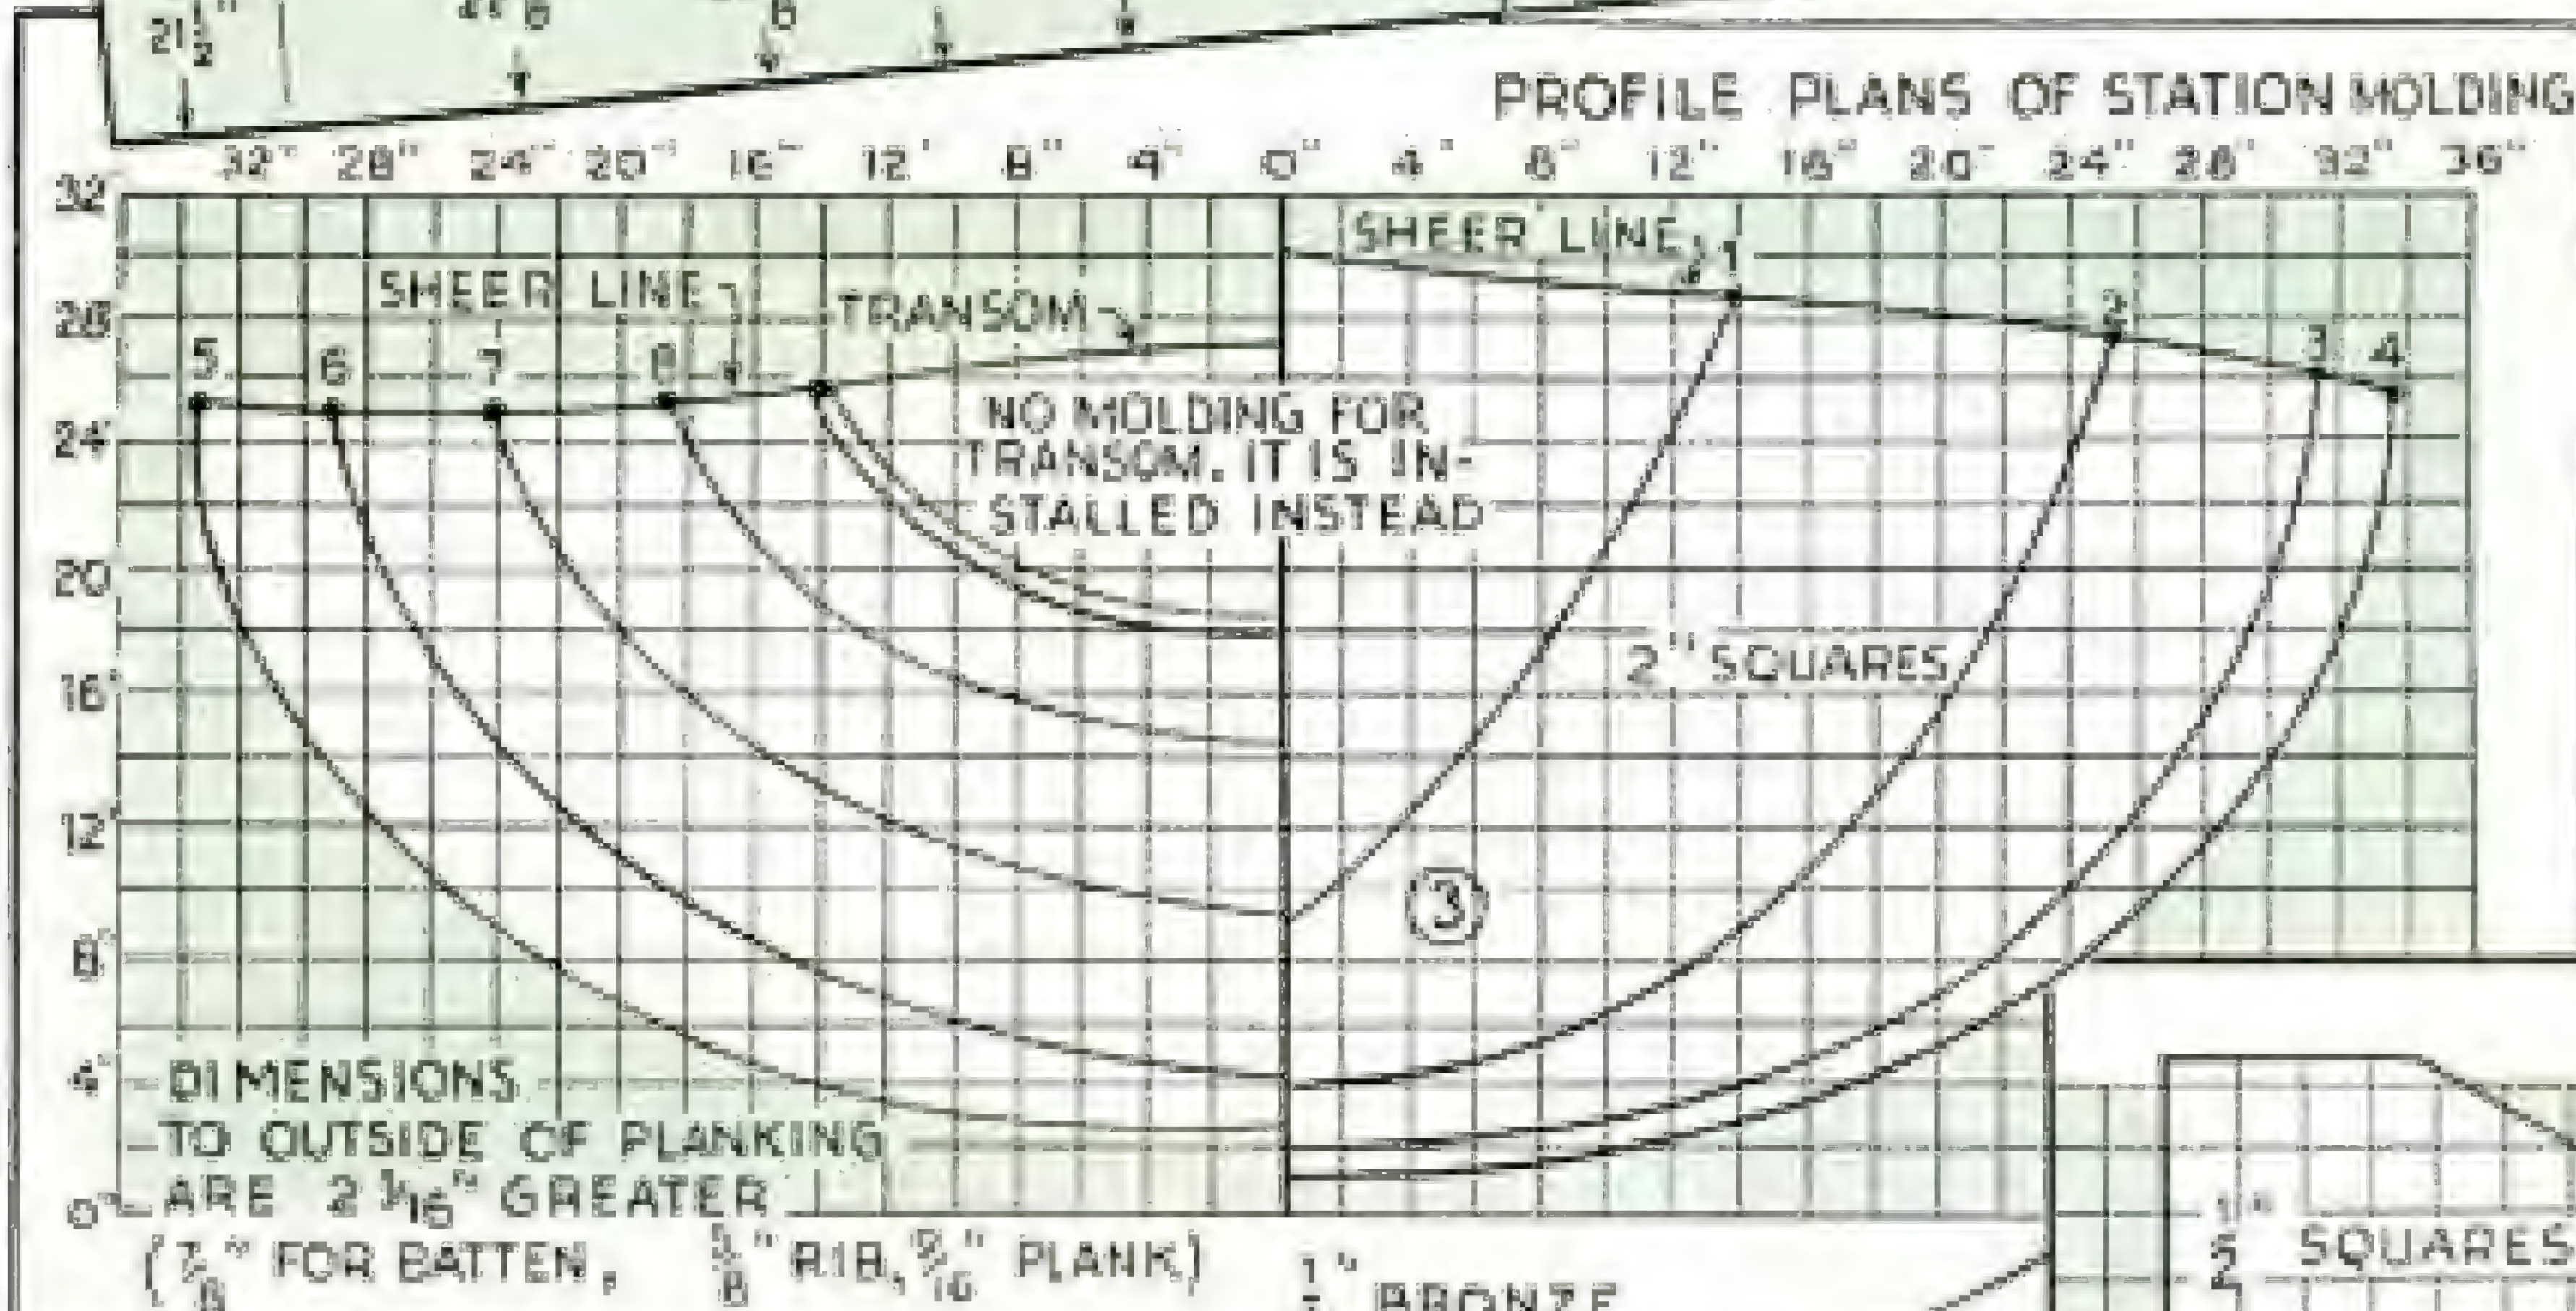 21 1/2"
PROFILE PLANS OF STATION MOLDING
32" 28" 24" 20" 16" 12" 8" 4" 0" 4" 8" 12" 16" 20" 24" 28" 32" 36"
32"
SHEER LINE 1
SHEER LINE TRANSOM
28"
2
5 6 7 8 3 4
NO MOLDING FOR
24"
TRANSOM. IT IS IN-
STALLED INSTEAD
20"
2" SQUARES
16"
12"
3
8"
4"
DIMENSIONS
TO OUTSIDE OF PLANKING
ARE 2 1/16" GREATER
0"
(7/8" FOR BATTEN, 5/8" RIB, 9/16" PLANK)
SQUARES
BRONZE